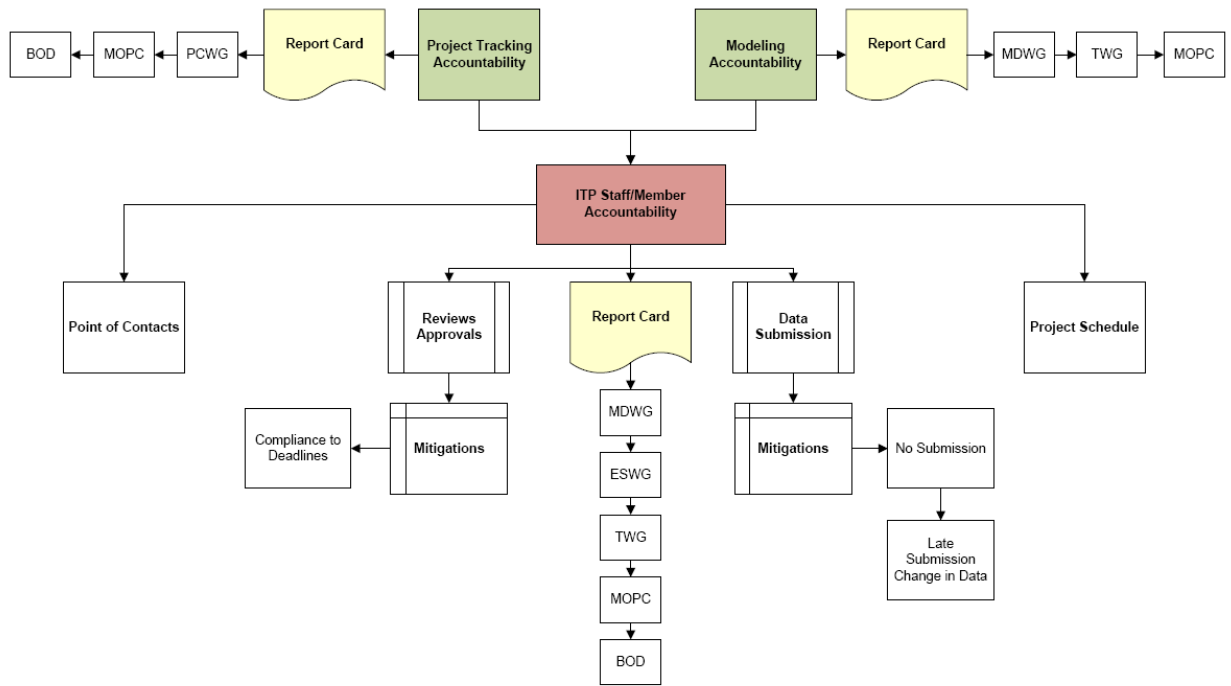 BOD
MOPC
PCWG
Report Card
Project Tracking
Accountability
Modeling
Accountability
Report Card
MDWG
TWG
MOPC
ITP Staff/Member
Accountability
Point of Contacts
Reviews
Approvals
Report Card
Data
Submission
Project Schedule
Compliance to
Deadlines
Mitigations
MDWG
ESWG
TWG
MOPC
BOD
Mitigations
No Submission
Late
Submission
Change in Data